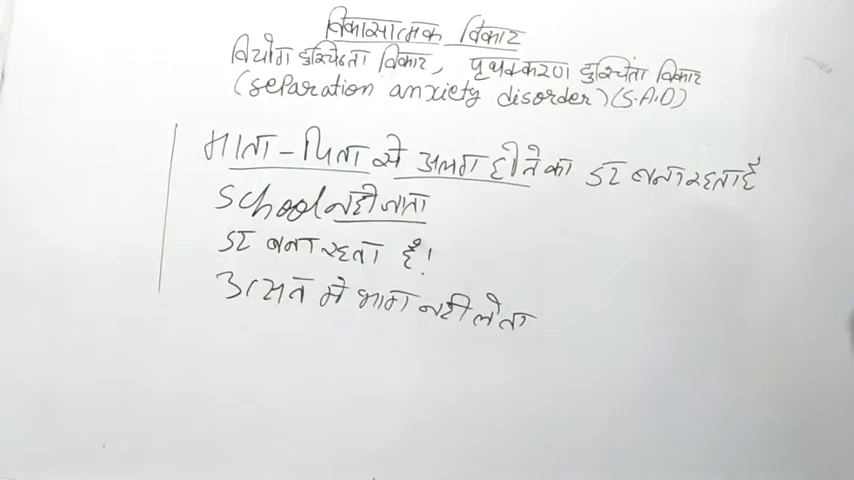 विकासात्मक विकार
वियोग दुश्चिंता विकार, पृथक्करण दुश्चिंता विकार
(separation anxiety disorder) (S.A.D)
माता-पिता से अलग होने का डर बना रहता है
School नही जाता
डर बना रहता है!
उत्सव मे भाग नही लेता